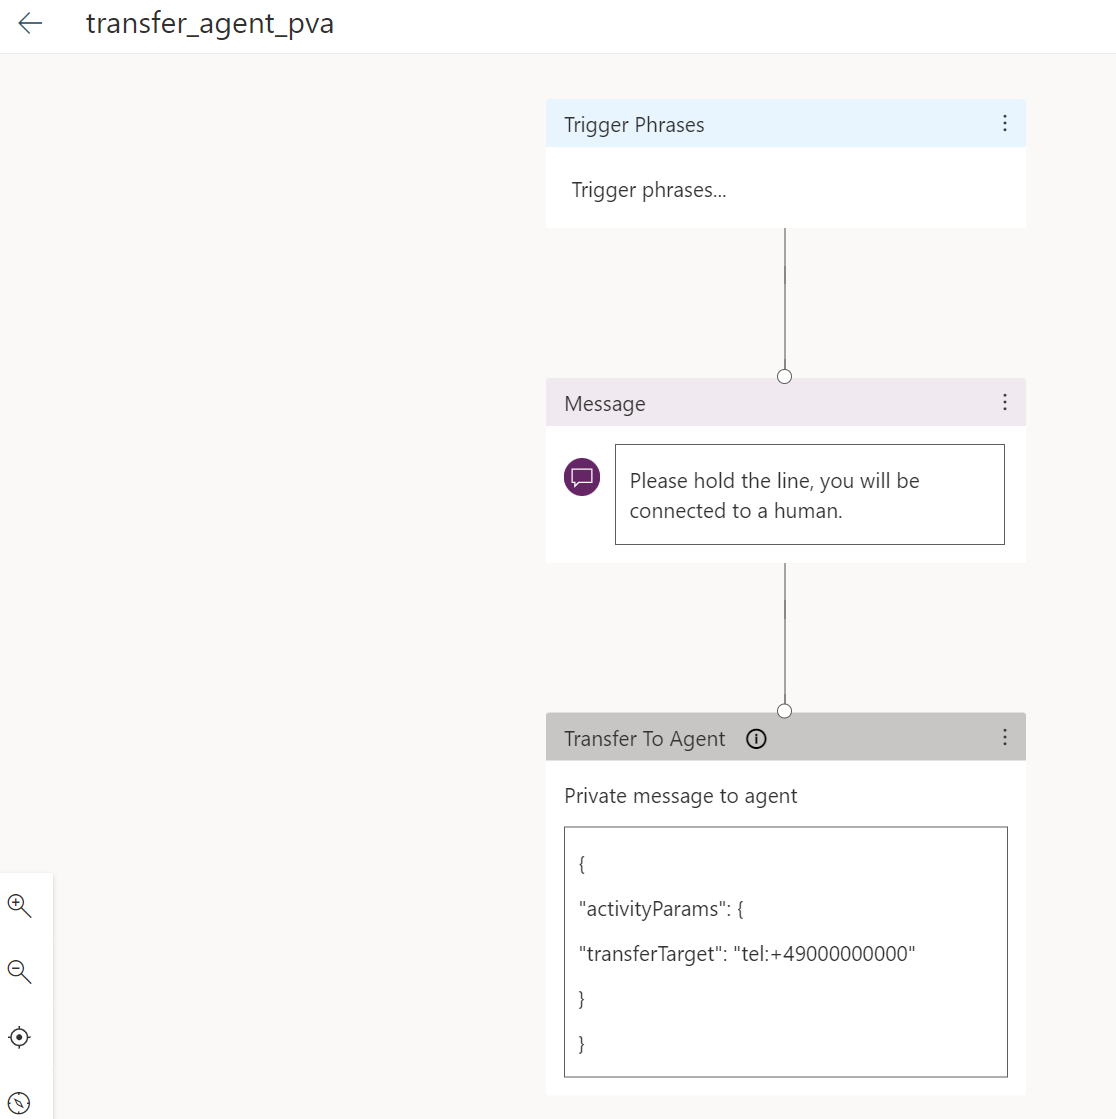 transfer_agent_pva
Trigger Phrases
Trigger phrases...
Message
Please hold the line, you will be
connected to a human.
Transfer To Agent
Private message to agent
{
"activityParams": {
"transferTarget": "tel:+49000000000"
}
}